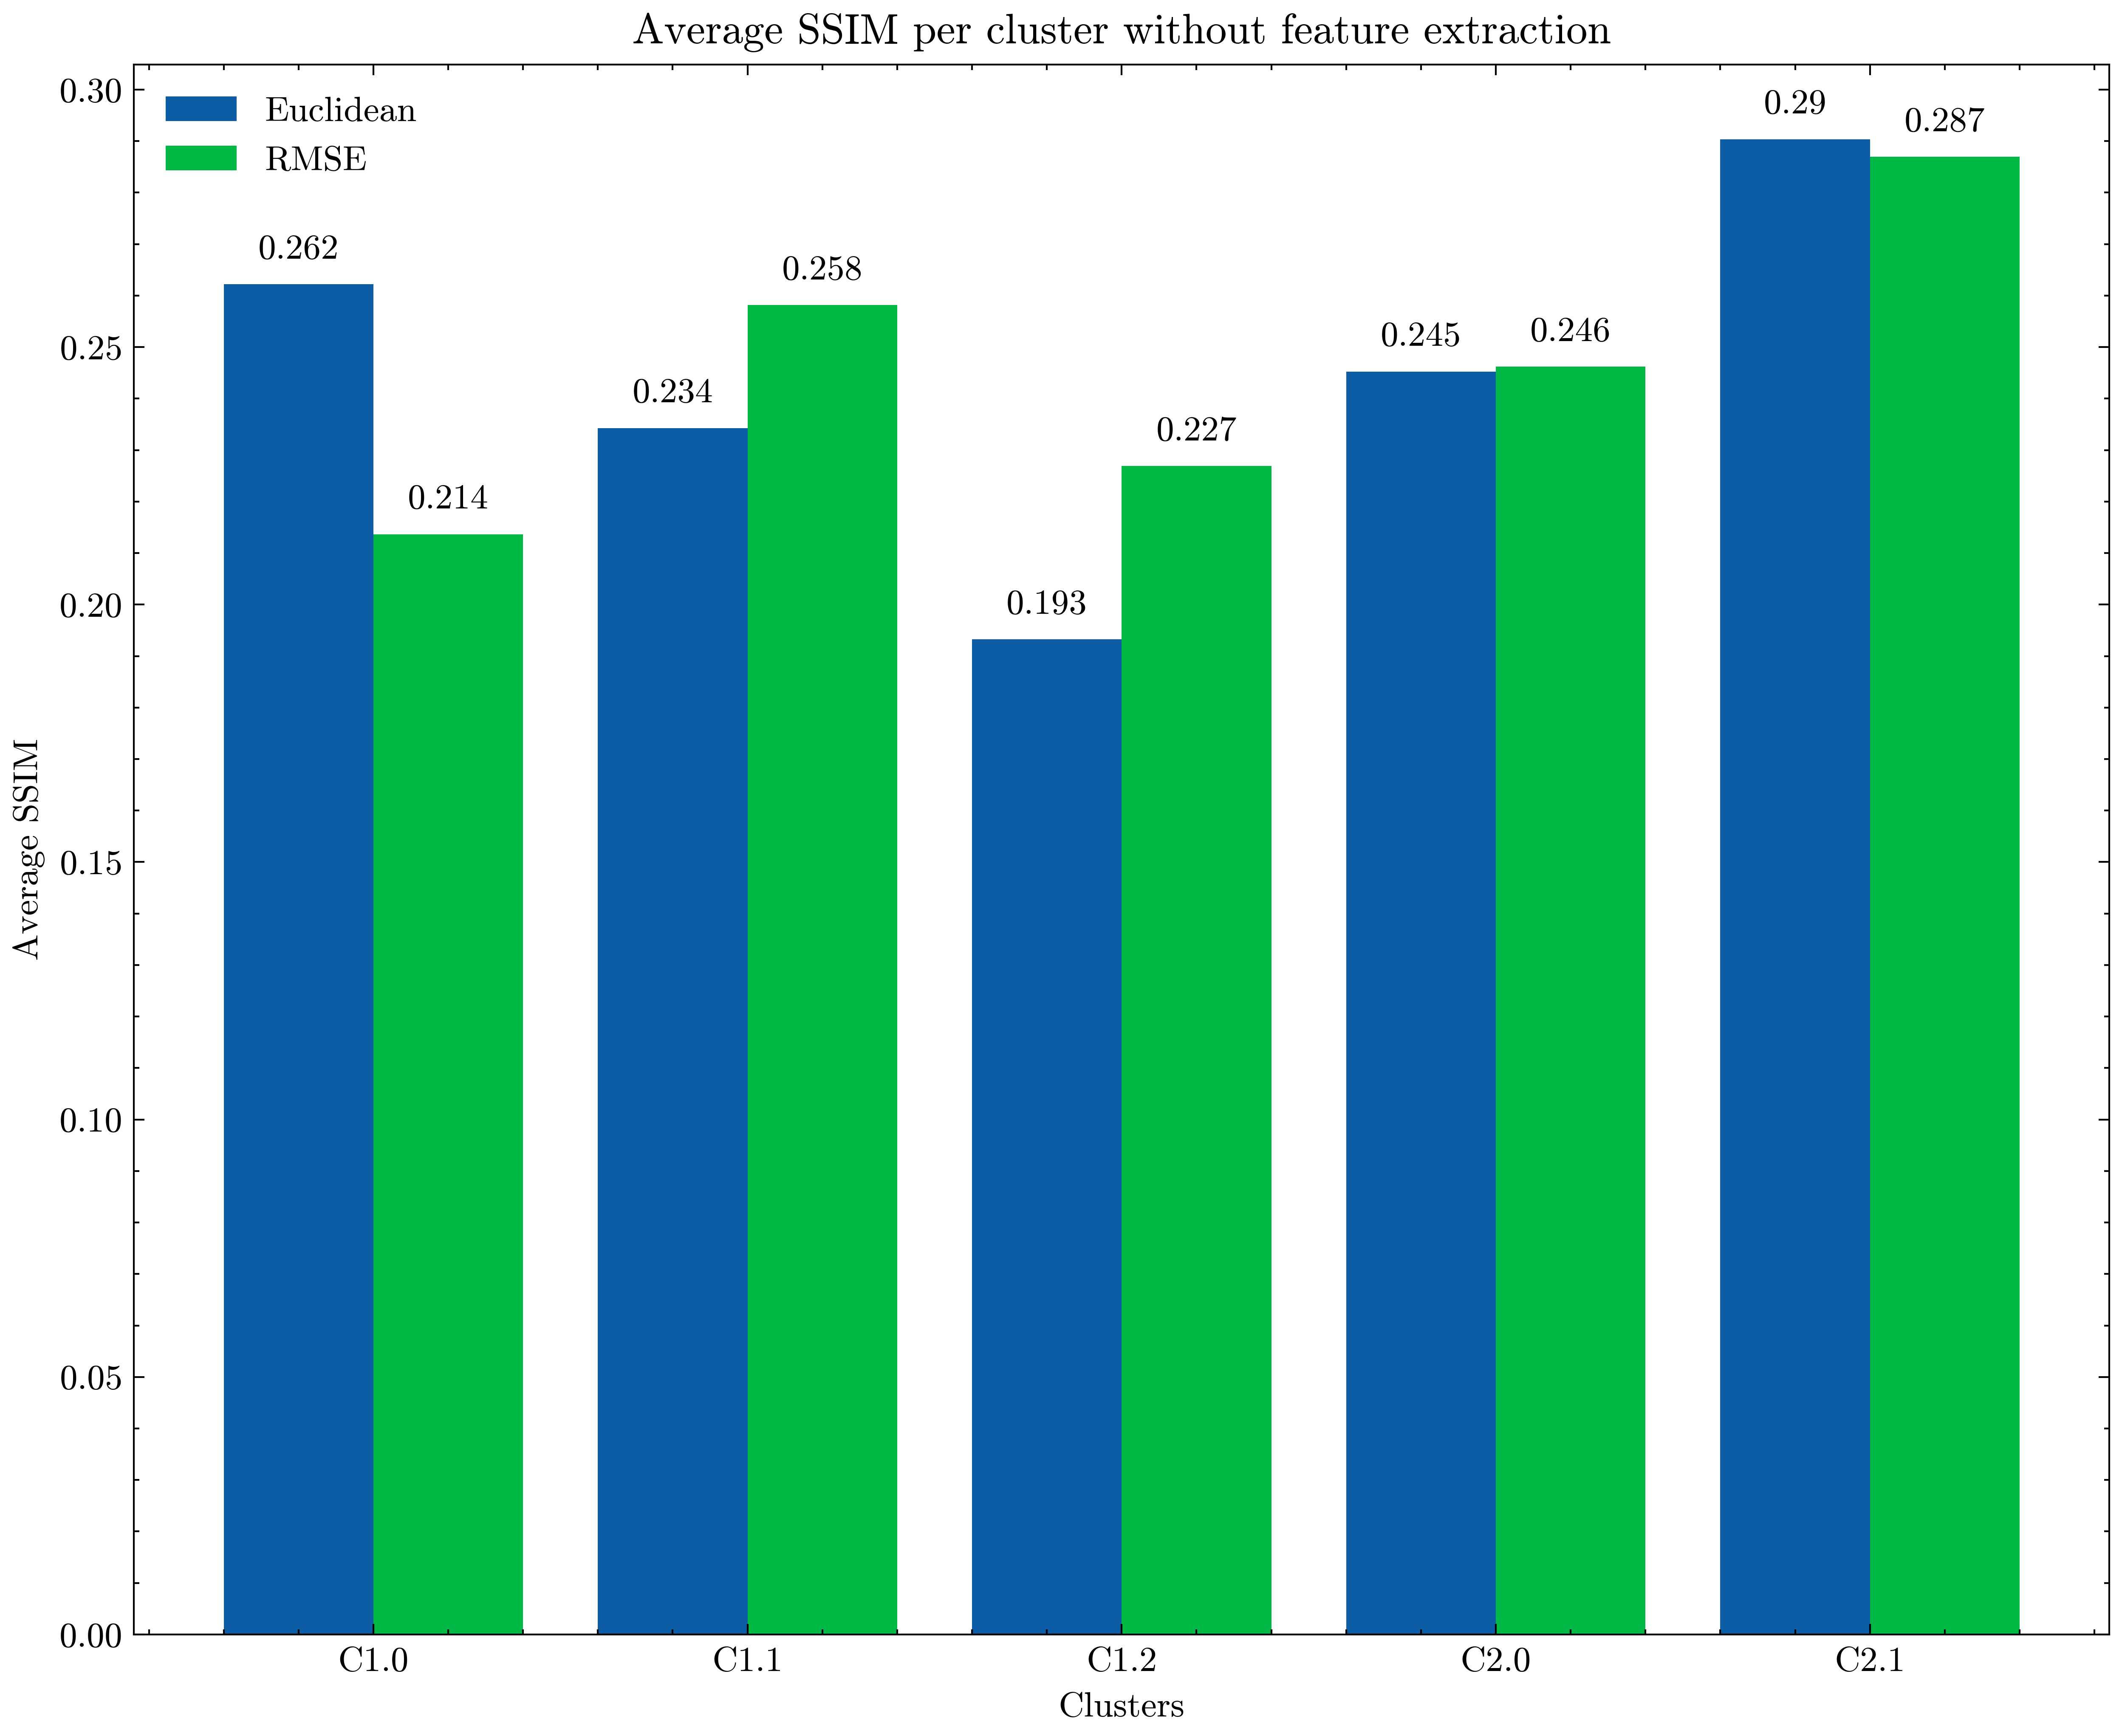 Average SSIM per cluster without feature extraction
Euclidean
RMSE
0.30
0.25
0.20
0.15
0.10
0.05
0.00
Average SSIM
0.262
0.214
0.234
0.258
0.193
0.227
0.245
0.246
0.29
0.287
C1.0
C1.1
C1.2
C2.0
C2.1
Clusters